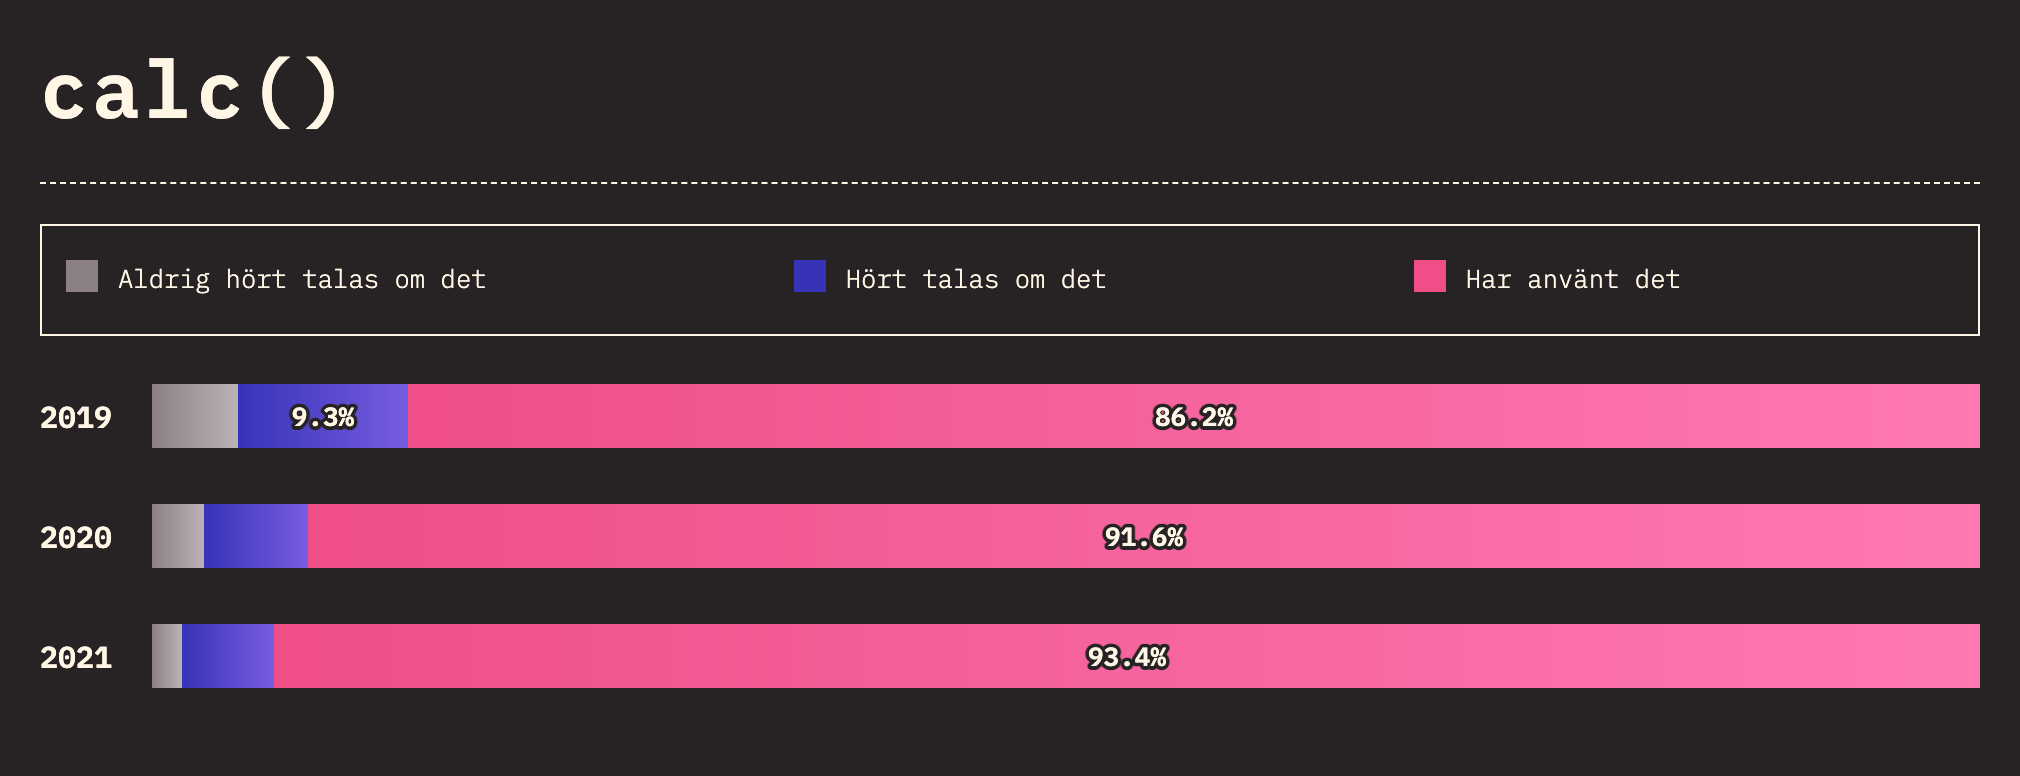 calc()
Aldrig hört talas om det Hört talas om det Har använt det
2019 9.3% 86.2%
2020 91.6%
2021 93.4%